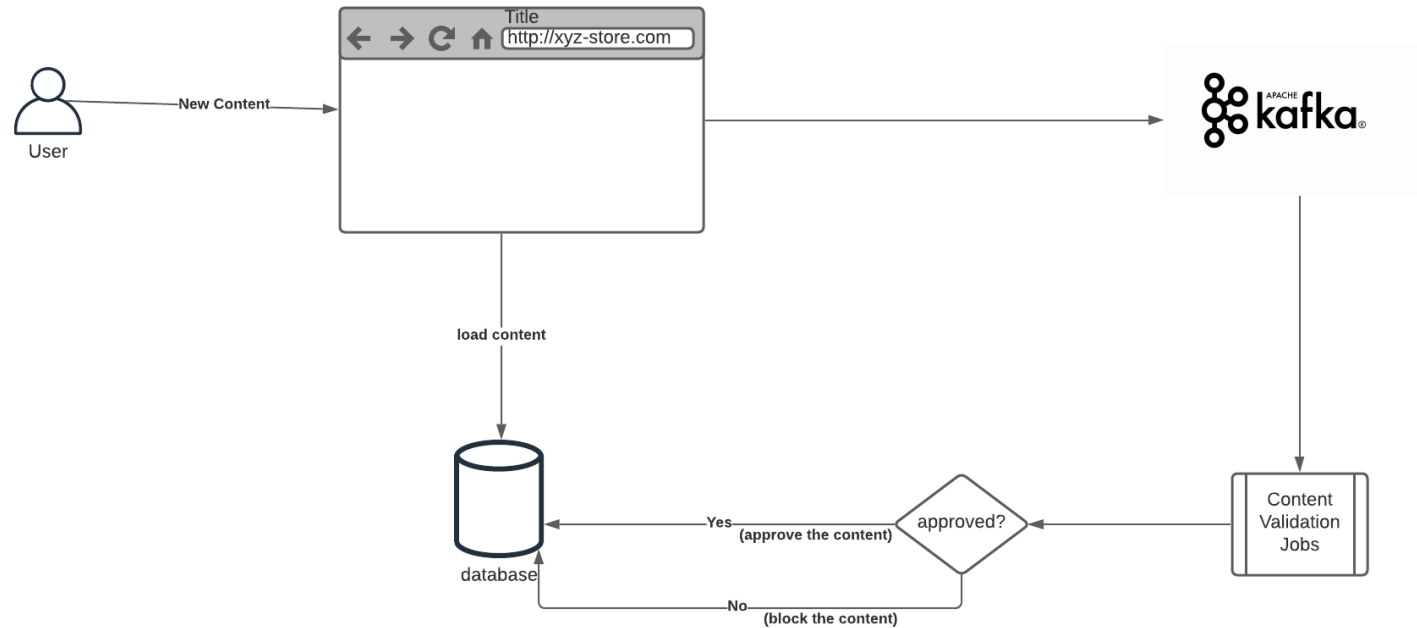 Title
http://xyz-store.com
New Content
User
APACHE
kafka®
load content
Content
Validation
Jobs
approved?
Yes
(approve the content)
database
No
(block the content)